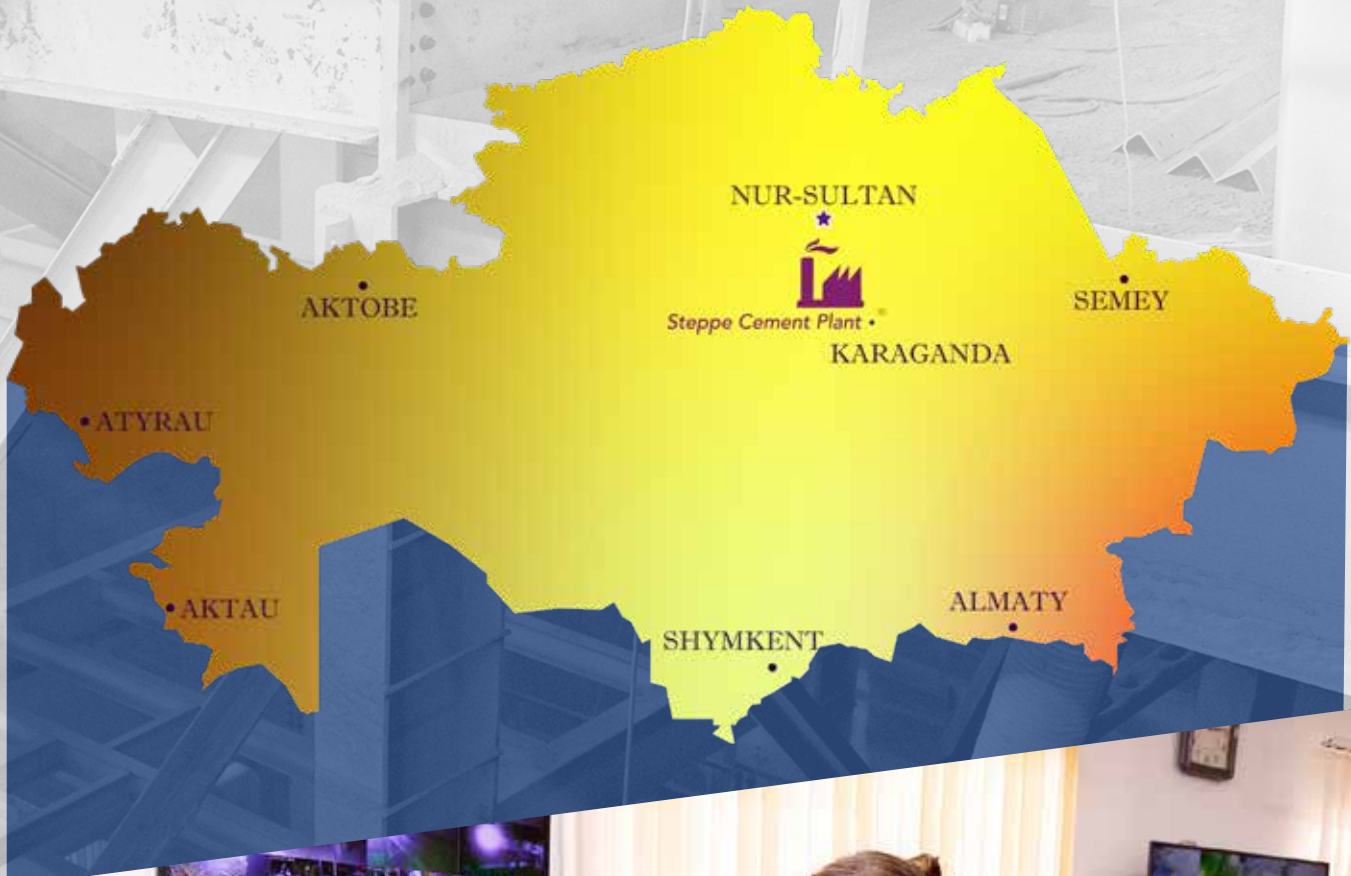 NUR-SULTAN
AKTOBE
SEMEY
Steppe Cement Plant
KARAGANDA
ATYRAU
AKTAU
ALMATY
SHYMKENT